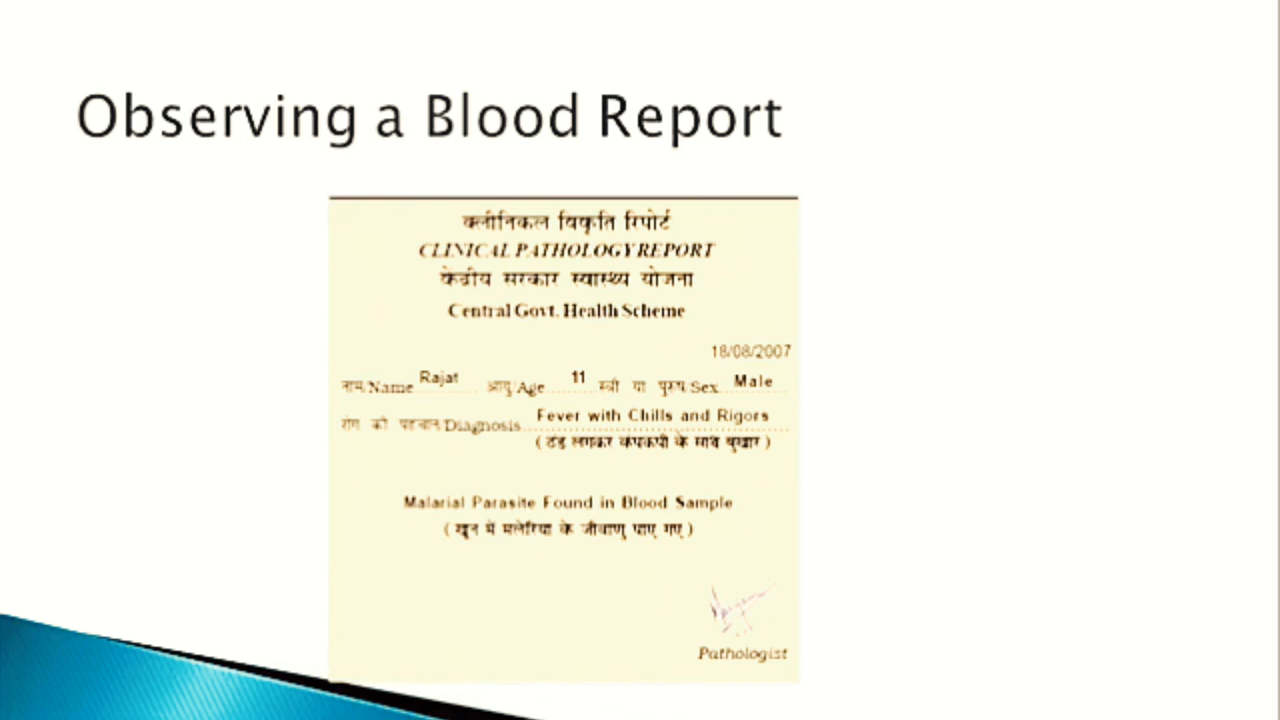 Observing a Blood Report
क्लीनिकल विकृति रिपोर्ट
CLINICAL PATHOLOGY REPORT
केंद्रीय सरकार स्वास्थ्य योजना
Central Govt. Health Scheme
18/08/2007
नाम/Name Rajat आयु/Age 11 स्त्री या पुरुष/Sex Male
रोग की पहचान/Diagnosis Fever with Chills and Rigors
( ठंड लगकर कंपकंपी के साथ बुखार )
Malarial Parasite Found in Blood Sample
( खून में मलेरिया के जीवाणु पाए गए )
Pathologist